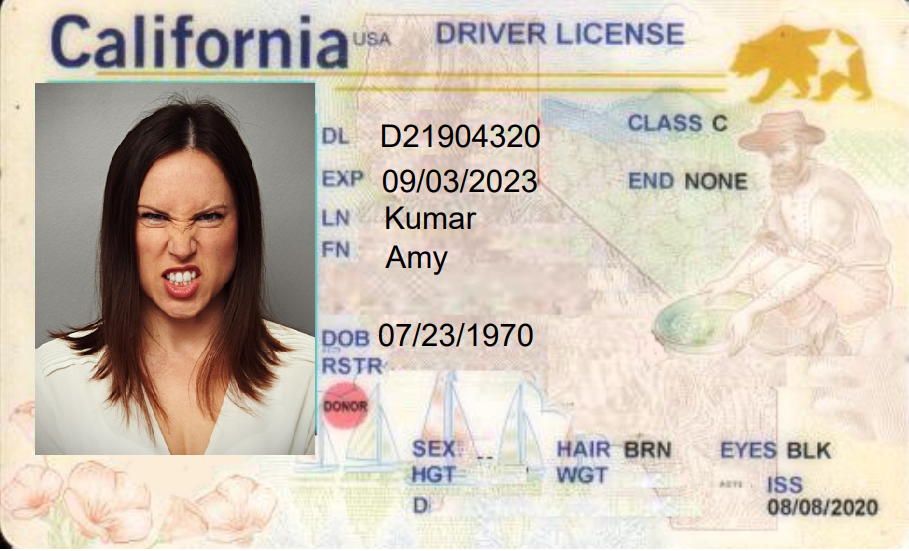 California USA DRIVER LICENSE
DL D21904320
CLASS C
EXP 09/03/2023
END NONE
LN Kumar
FN Amy
DOB 07/23/1970
RSTR
DONOR
SEX HAIR BRN EYES BLK
HGT WGT
ISS
D 08/08/2020